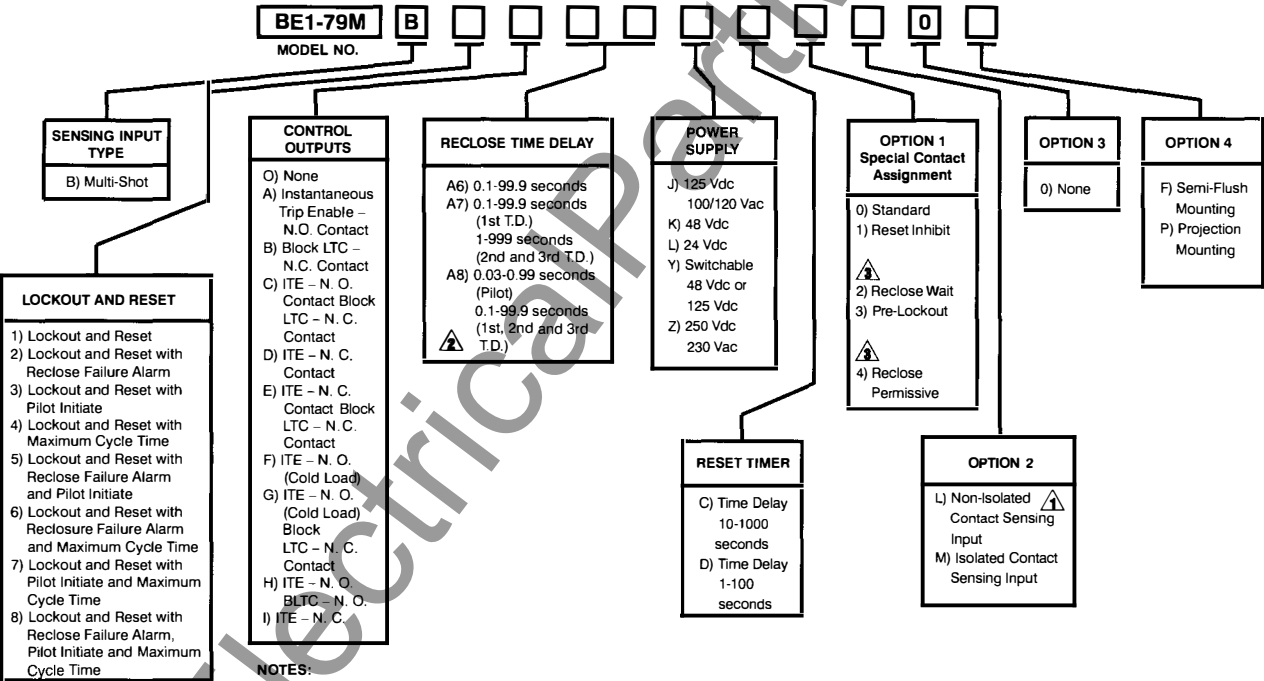 BE1-79M B 0
MODEL NO.
SENSING INPUT
TYPE
B) Multi-Shot
LOCKOUT AND RESET
1) Lockout and Reset
2) Lockout and Reset with
Reclose Failure Alarm
3) Lockout and Reset with
Pilot Initiate
4) Lockout and Reset with
Maximum Cycle Time
5) Lockout and Reset with
Reclose Failure Alarm
and Pilot Initiate
6) Lockout and Reset with
Reclosure Failure Alarm
and Maximum Cycle Time
7) Lockout and Reset with
Pilot Initiate and Maximum
Cycle Time
8) Lockout and Reset with
Reclose Failure Alarm,
Pilot Initiate and Maximum
Cycle Time
CONTROL
OUTPUTS
O) None
A) Instantaneous
Trip Enable –
N.O. Contact
B) Block LTC –
N.C. Contact
C) ITE – N. O.
Contact Block
LTC – N. C.
Contact
D) ITE – N. C.
Contact
E) ITE – N. C.
Contact Block
LTC – N.C.
Contact
F) ITE – N. O.
(Cold Load)
G) ITE – N. O.
(Cold Load)
Block
LTC – N. C.
Contact
H) ITE – N. O.
BLTC – N. O.
I) ITE – N. C.
NOTES:
RECLOSE TIME DELAY
A6) 0.1-99.9 seconds
A7) 0.1-99.9 seconds
(1st T.D.)
1-999 seconds
(2nd and 3rd T.D.)
A8) 0.03-0.99 seconds
(Pilot)
0.1-99.9 seconds
(1st, 2nd and 3rd
2 T.D.)
POWER
SUPPLY
J) 125 Vdc
100/120 Vac
K) 48 Vdc
L) 24 Vdc
Y) Switchable
48 Vdc or
125 Vdc
Z) 250 Vdc
230 Vac
RESET TIMER
C) Time Delay
10-1000
seconds
D) Time Delay
1-100
seconds
OPTION 1
Special Contact
Assignment
0) Standard
1) Reset Inhibit
3
2) Reclose Wait
3) Pre-Lockout
3
4) Reclose
Permissive
OPTION 2
L) Non-Isolated 1
Contact Sensing
Input
M) Isolated Contact
Sensing Input
OPTION 3
0) None
OPTION 4
F) Semi-Flush
Mounting
P) Projection
Mounting